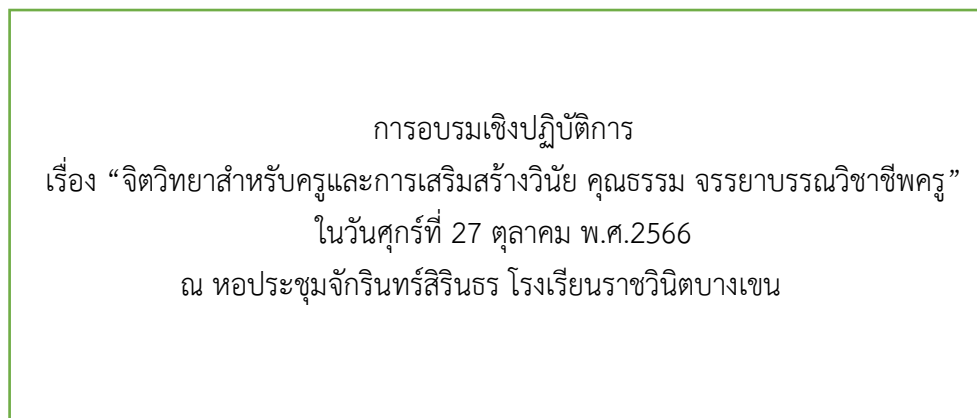 การอบรมเชิงปฏิบัติการ
เรื่อง “จิตวิทยาสำหรับครูและการเสริมสร้างวินัย คุณธรรม จรรยาบรรณวิชาชีพครู”
ในวันศุกร์ที่ 27 ตุลาคม พ.ศ.2566
ณ หอประชุมจักรินทร์สิรินธร โรงเรียนราชวินิตบางเขน